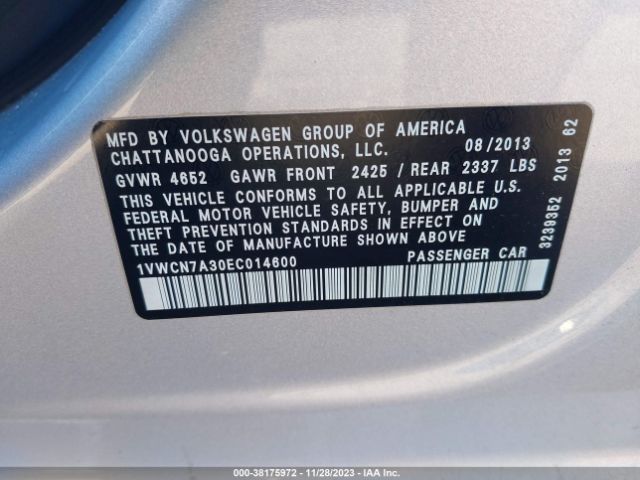 MFD BY VOLKSWAGEN GROUP OF AMERICA
CHATTANOOGA OPERATIONS, LLC. 08/2013
GVWR 4652 GAWR FRONT 2425 / REAR 2337 LBS
THIS VEHICLE CONFORMS TO ALL APPLICABLE U.S.
FEDERAL MOTOR VEHICLE SAFETY, BUMPER AND
THEFT PREVENTION STANDARDS IN EFFECT ON
THE DATE OF MANUFACTURE SHOWN ABOVE
1VWCN7A30EC014600 PASSENGER CAR
3239352 2013 62
000-38175972 - 11/28/2023 - IAA Inc.